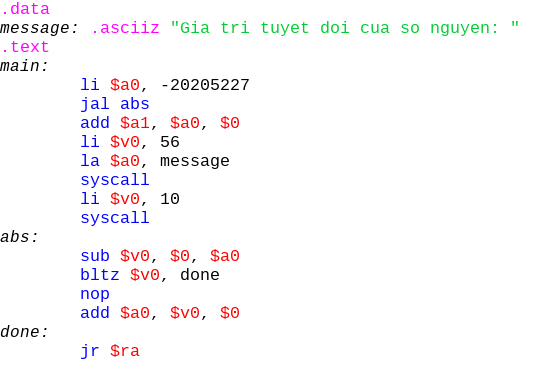 .data
message: .asciiz "Gia tri tuyet doi cua so nguyen: "
.text
main:
li $a0, -20205227
jal abs
add $a1, $a0, $0
li $v0, 56
la $a0, message
syscall
li $v0, 10
syscall
abs:
sub $v0, $0, $a0
bltz $v0, done
nop
add $a0, $v0, $0
done:
jr $ra